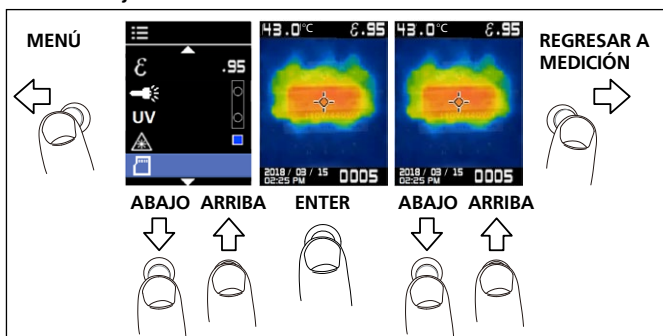 MENÚ
ε .95
UV
43.0°C ε.95
2018 / 03 / 15
02:25 PM 0005
43.0°C ε.95
2018 / 03 / 15
02:25 PM 0005
REGRESAR A
MEDICIÓN
ABAJO ARRIBA ENTER ABAJO ARRIBA